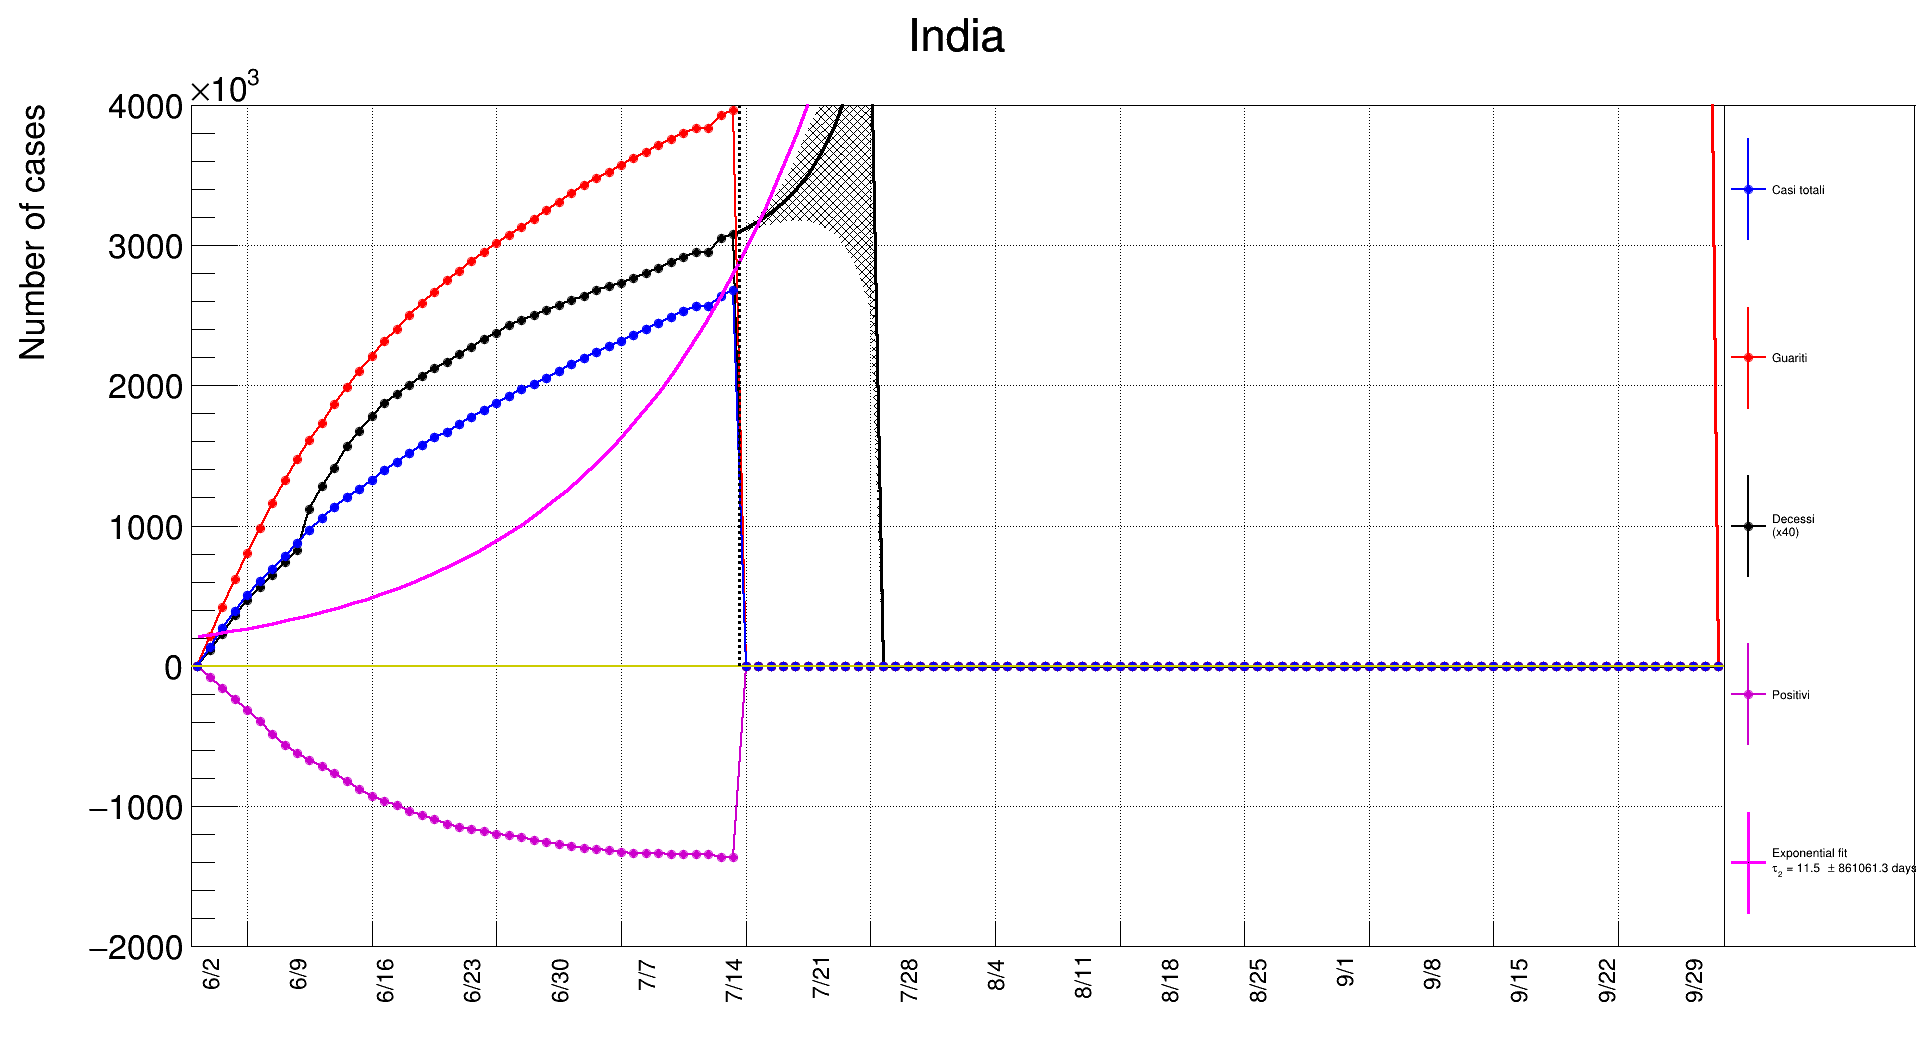 India
×10³
Number of cases
4000
3000
2000
1000
0
−1000
−2000
6/2
6/9
6/16
6/23
6/30
7/7
7/14
7/21
7/28
8/4
8/11
8/18
8/25
9/1
9/8
9/15
9/22
9/29
Casi totali
Guariti
Decessi
(x40)
Positivi
Exponential fit
τ₂ = 11.5 ± 861061.3 days